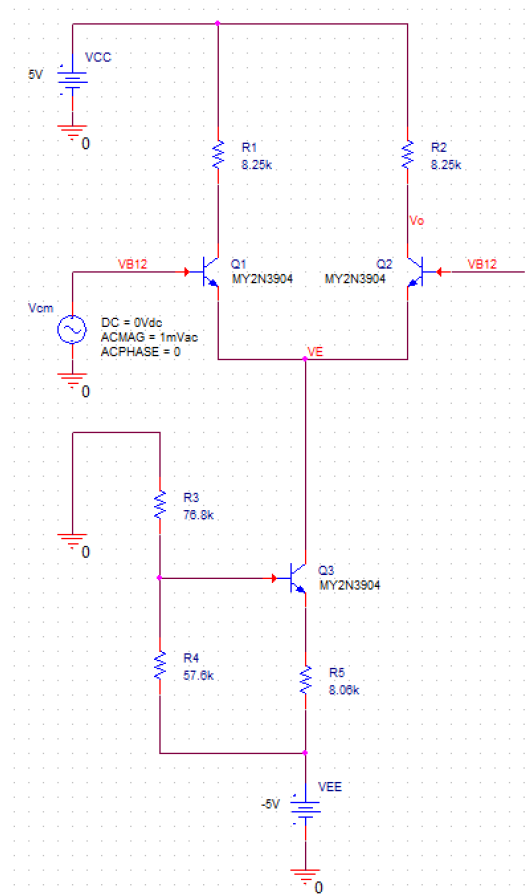 VCC
5V
0
R1
8.25k
R2
8.25k
Vo
VB12
Q1
MY2N3904
Q2
MY2N3904
VB12
Vcm
DC = 0Vdc
ACMAG = 1mVac
ACPHASE = 0
0
VE
R3
76.8k
0
Q3
MY2N3904
R4
57.6k
R5
8.06k
VEE
-5V
0